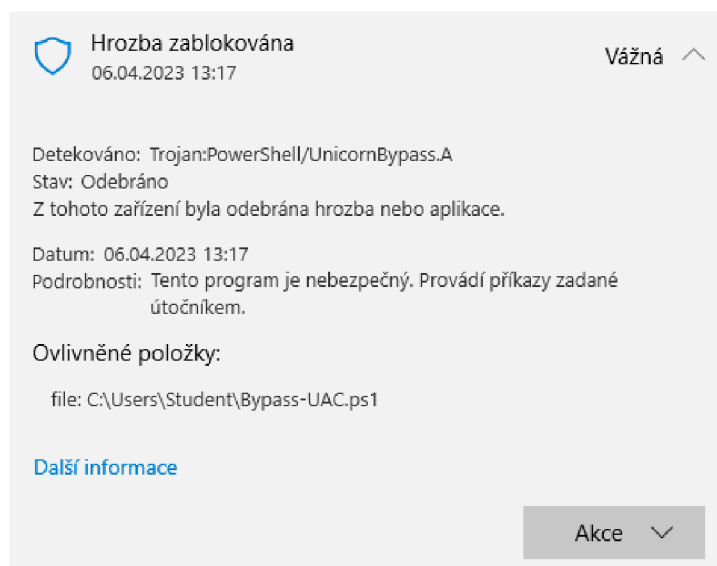 Hrozba zablokována
06.04.2023 13:17
Vážná
Detekováno: Trojan:PowerShell/UnicornBypass.A
Stav: Odebráno
Z tohoto zařízení byla odebrána hrozba nebo aplikace.
Datum: 06.04.2023 13:17
Podrobnosti: Tento program je nebezpečný. Provádí příkazy zadané
útočníkem.
Ovlivněné položky:
file: C:\Users\Student\Bypass-UAC.ps1
Další informace
Akce